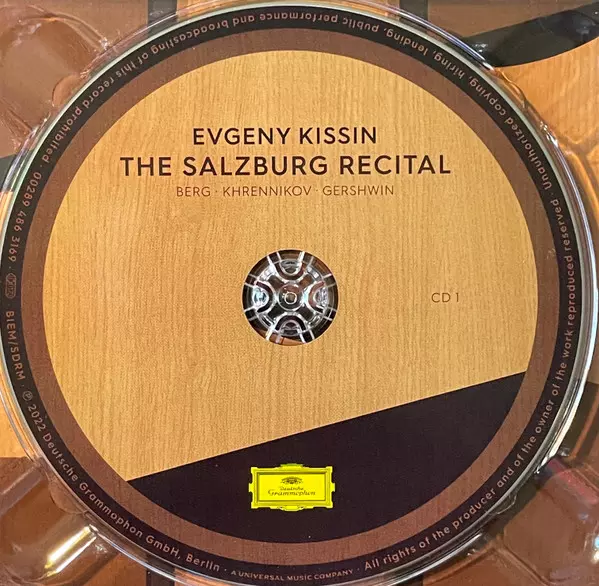 EVGENY KISSIN
THE SALZBURG RECITAL
BERG · KHRENNIKOV · GERSHWIN
CD 1
Deutsche
Grammophon
BIEM/SDRM · ℗ 2022 Deutsche Grammophon GmbH, Berlin · A UNIVERSAL MUSIC COMPANY · All rights of the producer and of the owner of the work reproduced reserved · Unauthorized copying, hiring, lending, public performance and broadcasting of this record prohibited · 00289 486 3169 ·